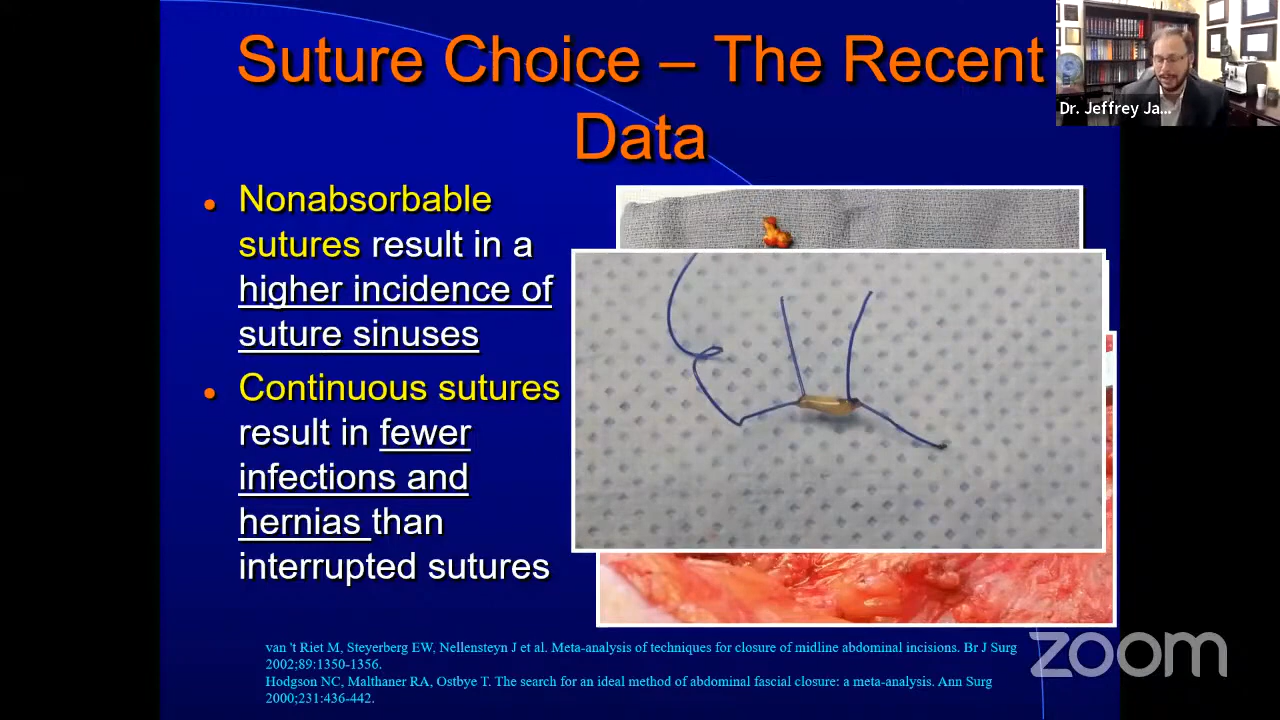 Suture Choice – The Recent
Data
Dr. Jeffrey Ja...
• Nonabsorbable
sutures result in a
higher incidence of
suture sinuses
• Continuous sutures
result in fewer
infections and
hernias than
interrupted sutures
van 't Riet M, Steyerberg EW, Nellensteyn J et al. Meta-analysis of techniques for closure of midline abdominal incisions. Br J Surg
2002;89:1350-1356.
Hodgson NC, Malthaner RA, Ostbye T. The search for an ideal method of abdominal fascial closure: a meta-analysis. Ann Surg
2000;231:436-442.
zoom